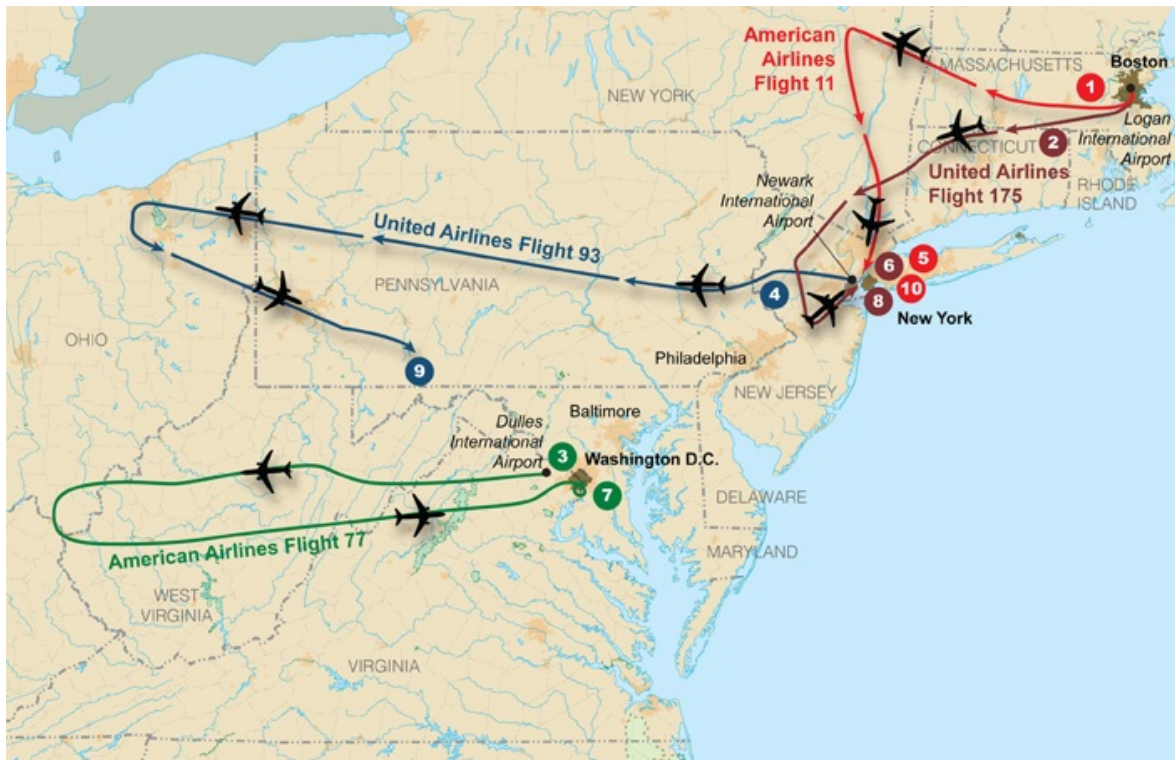 American
Airlines
Flight 11
MASSACHUSETTS
Boston
1
NEW YORK
Logan
International
Airport
CONNECTICUT
2
United Airlines
Flight 175
RHODE
ISLAND
Newark
International
Airport
United Airlines Flight 93
PENNSYLVANIA
4
6
5
10
8
New York
OHIO
9
Philadelphia
NEW JERSEY
Dulles
International
Airport
Baltimore
3
Washington D.C.
7
DELAWARE
MARYLAND
American Airlines Flight 77
WEST
VIRGINIA
VIRGINIA